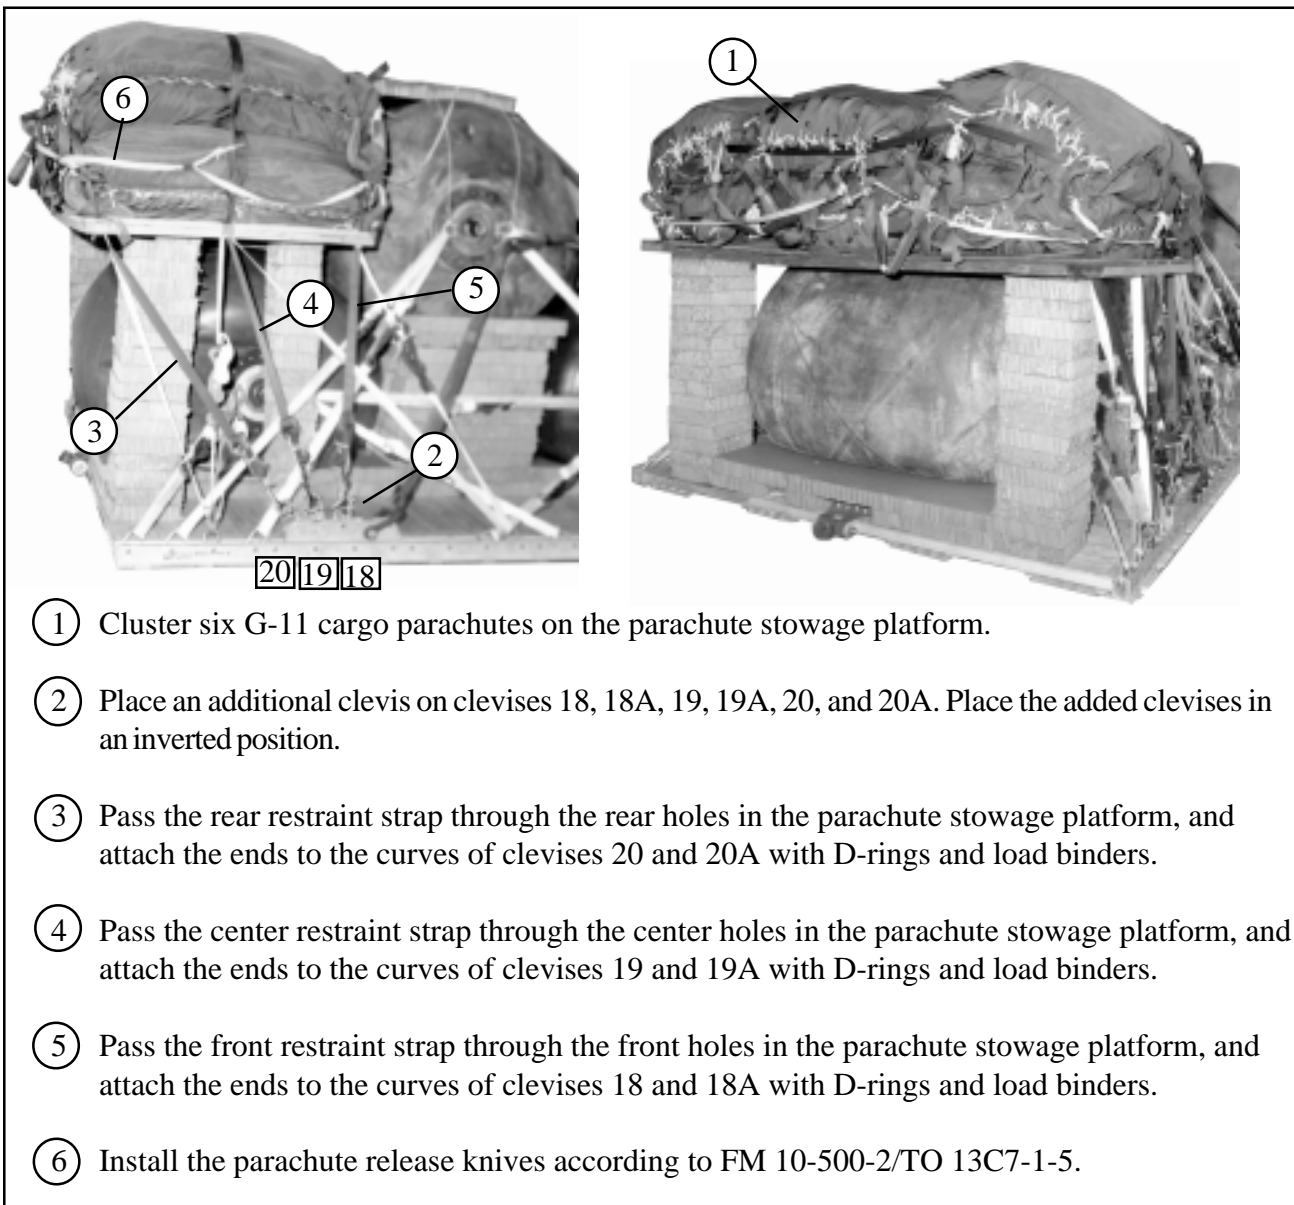 6
1
5
4
3
2
20 19 18
1 Cluster six G-11 cargo parachutes on the parachute stowage platform.
2 Place an additional clevis on clevises 18, 18A, 19, 19A, 20, and 20A. Place the added clevises in
an inverted position.
3 Pass the rear restraint strap through the rear holes in the parachute stowage platform, and
attach the ends to the curves of clevises 20 and 20A with D-rings and load binders.
4 Pass the center restraint strap through the center holes in the parachute stowage platform, and
attach the ends to the curves of clevises 19 and 19A with D-rings and load binders.
5 Pass the front restraint strap through the front holes in the parachute stowage platform, and
attach the ends to the curves of clevises 18 and 18A with D-rings and load binders.
6 Install the parachute release knives according to FM 10-500-2/TO 13C7-1-5.